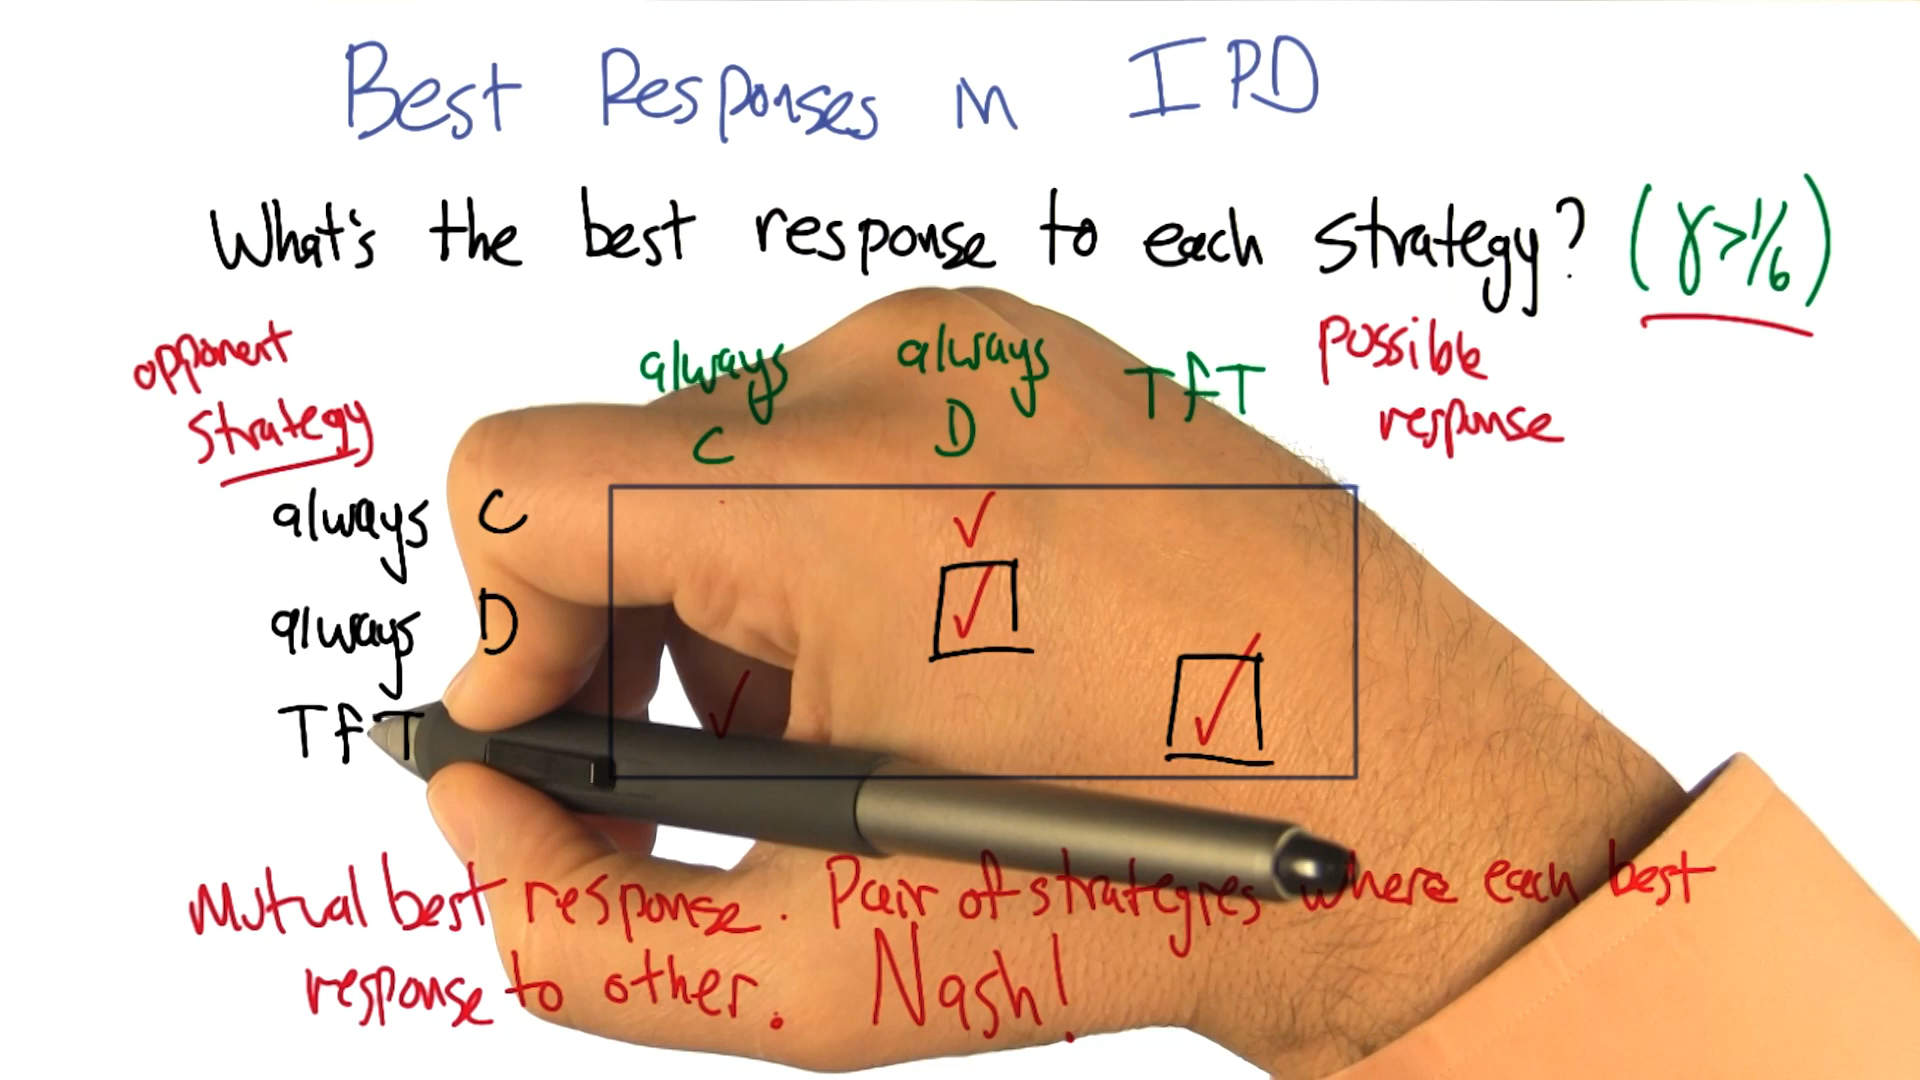 Best Responses in IPD
What's the best response to each strategy? (γ>1/6)
opponent strategy
always C
always D
TfT
possible response
always C
always D
TfT
✓
✓
✓
✓
Mutual best response. Pair of strategies where each best
response to other. Nash!